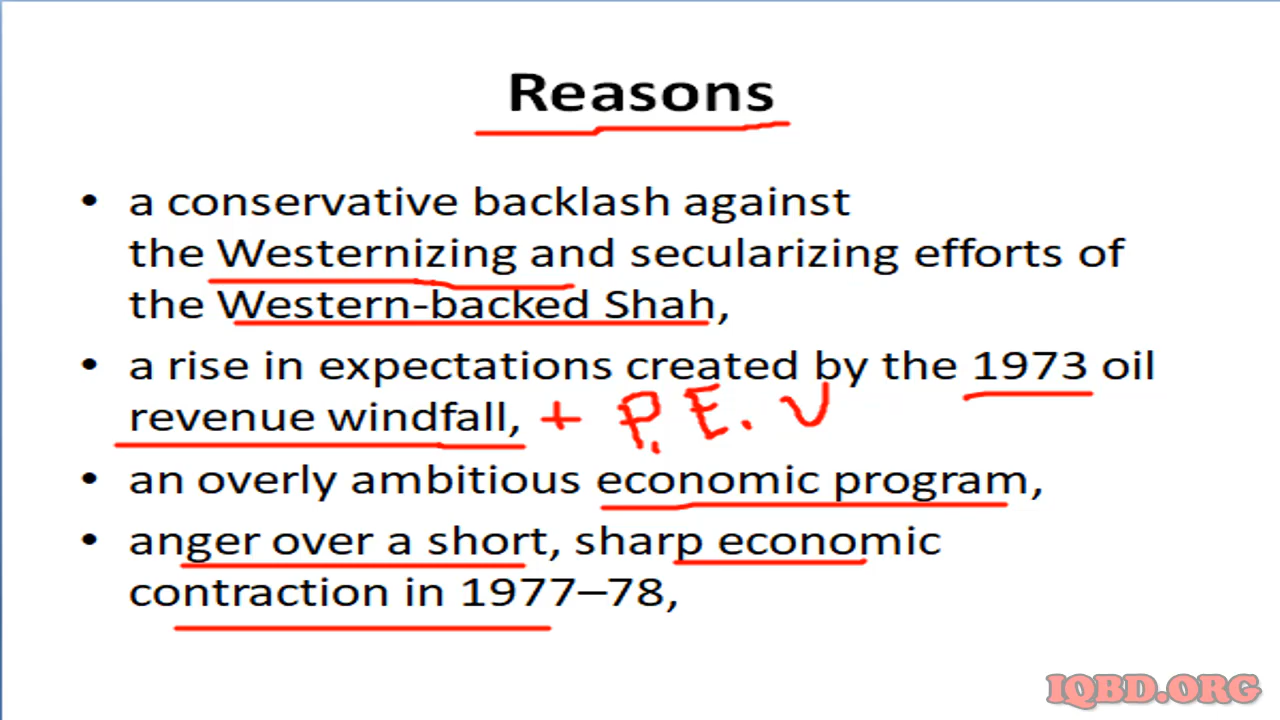 Reasons
• a conservative backlash against
the Westernizing and secularizing efforts of
the Western-backed Shah,
• a rise in expectations created by the 1973 oil
revenue windfall, + P. E. V
• an overly ambitious economic program,
• anger over a short, sharp economic
contraction in 1977–78,
IQBD.ORG